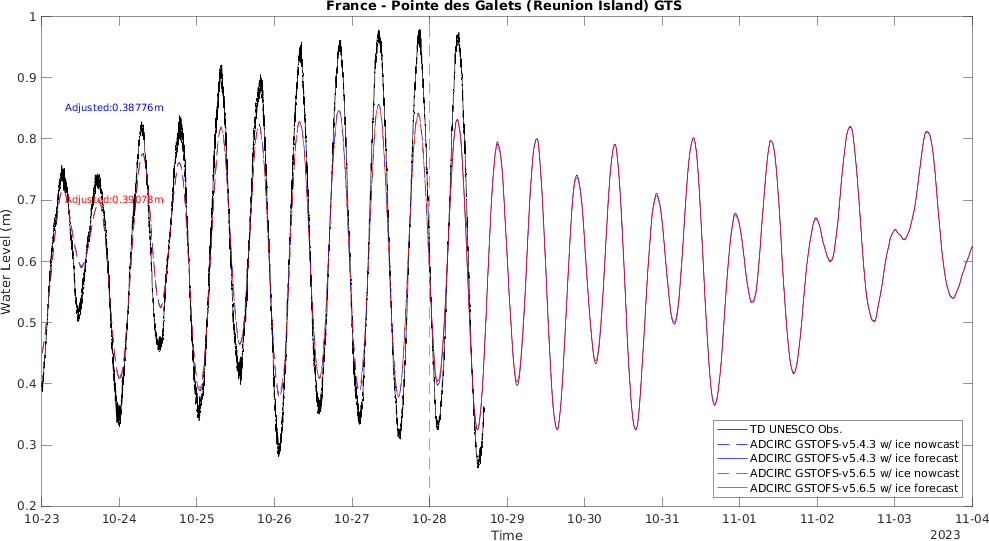 France - Pointe des Galets (Reunion Island) GTS
1
0.9
0.8
0.7
0.6
0.5
0.4
0.3
0.2
Water Level (m)
Adjusted:0.38776m
Adjusted:0.39073m
TD UNESCO Obs.
ADCIRC GSTOFS-v5.4.3 w/ ice nowcast
ADCIRC GSTOFS-v5.4.3 w/ ice forecast
ADCIRC GSTOFS-v5.6.5 w/ ice nowcast
ADCIRC GSTOFS-v5.6.5 w/ ice forecast
10-23 10-24 10-25 10-26 10-27 10-28 10-29 10-30 10-31 11-01 11-02 11-03 11-04
Time
2023